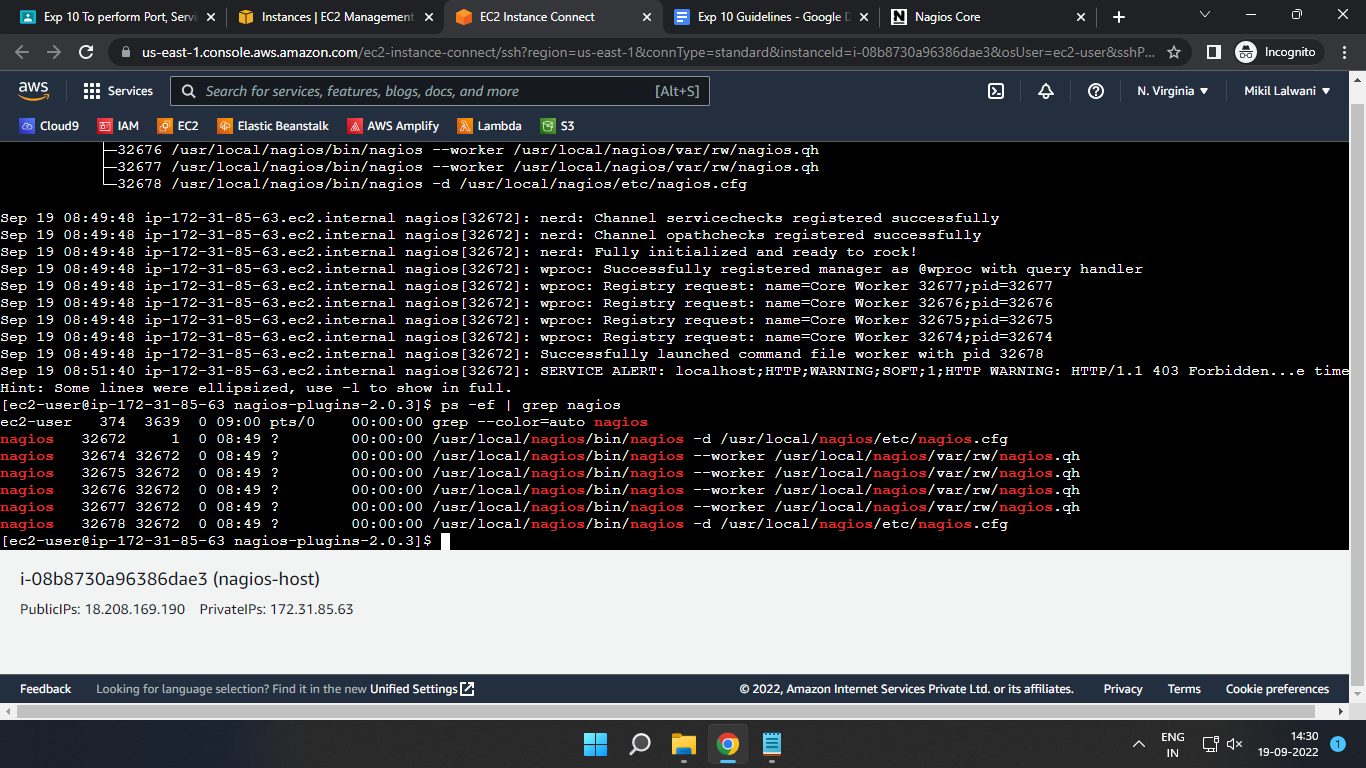 Exp 10 To perform Port, Servi
Instances | EC2 Management
EC2 Instance Connect
Exp 10 Guidelines - Google D
Nagios Core
us-east-1.console.aws.amazon.com/ec2-instance-connect/ssh?region=us-east-1&connType=standard&instanceId=i-08b8730a96386dae3&osUser=ec2-user&sshP...
Incognito
aws
Services
Search for services, features, blogs, docs, and more
[Alt+S]
N. Virginia
Mikil Lalwani
Cloud9
IAM
EC2
Elastic Beanstalk
AWS Amplify
Lambda
S3
├─32676 /usr/local/nagios/bin/nagios --worker /usr/local/nagios/var/rw/nagios.qh
├─32677 /usr/local/nagios/bin/nagios --worker /usr/local/nagios/var/rw/nagios.qh
└─32678 /usr/local/nagios/bin/nagios -d /usr/local/nagios/etc/nagios.cfg
Sep 19 08:49:48 ip-172-31-85-63.ec2.internal nagios[32672]: nerd: Channel servicechecks registered successfully
Sep 19 08:49:48 ip-172-31-85-63.ec2.internal nagios[32672]: nerd: Channel opathchecks registered successfully
Sep 19 08:49:48 ip-172-31-85-63.ec2.internal nagios[32672]: nerd: Fully initialized and ready to rock!
Sep 19 08:49:48 ip-172-31-85-63.ec2.internal nagios[32672]: wproc: Successfully registered manager as @wproc with query handler
Sep 19 08:49:48 ip-172-31-85-63.ec2.internal nagios[32672]: wproc: Registry request: name=Core Worker 32677;pid=32677
Sep 19 08:49:48 ip-172-31-85-63.ec2.internal nagios[32672]: wproc: Registry request: name=Core Worker 32676;pid=32676
Sep 19 08:49:48 ip-172-31-85-63.ec2.internal nagios[32672]: wproc: Registry request: name=Core Worker 32675;pid=32675
Sep 19 08:49:48 ip-172-31-85-63.ec2.internal nagios[32672]: wproc: Registry request: name=Core Worker 32674;pid=32674
Sep 19 08:49:48 ip-172-31-85-63.ec2.internal nagios[32672]: Successfully launched command file worker with pid 32678
Sep 19 08:51:40 ip-172-31-85-63.ec2.internal nagios[32672]: SERVICE ALERT: localhost;HTTP;WARNING;SOFT;1;HTTP WARNING: HTTP/1.1 403 Forbidden...e time
Hint: Some lines were ellipsized, use -l to show in full.
[ec2-user@ip-172-31-85-63 nagios-plugins-2.0.3]$ ps -ef | grep nagios
ec2-user   374  3639  0 09:00 pts/0    00:00:00 grep --color=auto nagios
nagios   32672     1  0 08:49 ?        00:00:00 /usr/local/nagios/bin/nagios -d /usr/local/nagios/etc/nagios.cfg
nagios   32674 32672  0 08:49 ?        00:00:00 /usr/local/nagios/bin/nagios --worker /usr/local/nagios/var/rw/nagios.qh
nagios   32675 32672  0 08:49 ?        00:00:00 /usr/local/nagios/bin/nagios --worker /usr/local/nagios/var/rw/nagios.qh
nagios   32676 32672  0 08:49 ?        00:00:00 /usr/local/nagios/bin/nagios --worker /usr/local/nagios/var/rw/nagios.qh
nagios   32677 32672  0 08:49 ?        00:00:00 /usr/local/nagios/bin/nagios --worker /usr/local/nagios/var/rw/nagios.qh
nagios   32678 32672  0 08:49 ?        00:00:00 /usr/local/nagios/bin/nagios -d /usr/local/nagios/etc/nagios.cfg
[ec2-user@ip-172-31-85-63 nagios-plugins-2.0.3]$
i-08b8730a96386dae3 (nagios-host)
PublicIPs: 18.208.169.190 PrivateIPs: 172.31.85.63
Feedback
Looking for language selection? Find it in the new Unified Settings
© 2022, Amazon Internet Services Private Ltd. or its affiliates.
Privacy
Terms
Cookie preferences
ENG
IN
14:30
19-09-2022
1